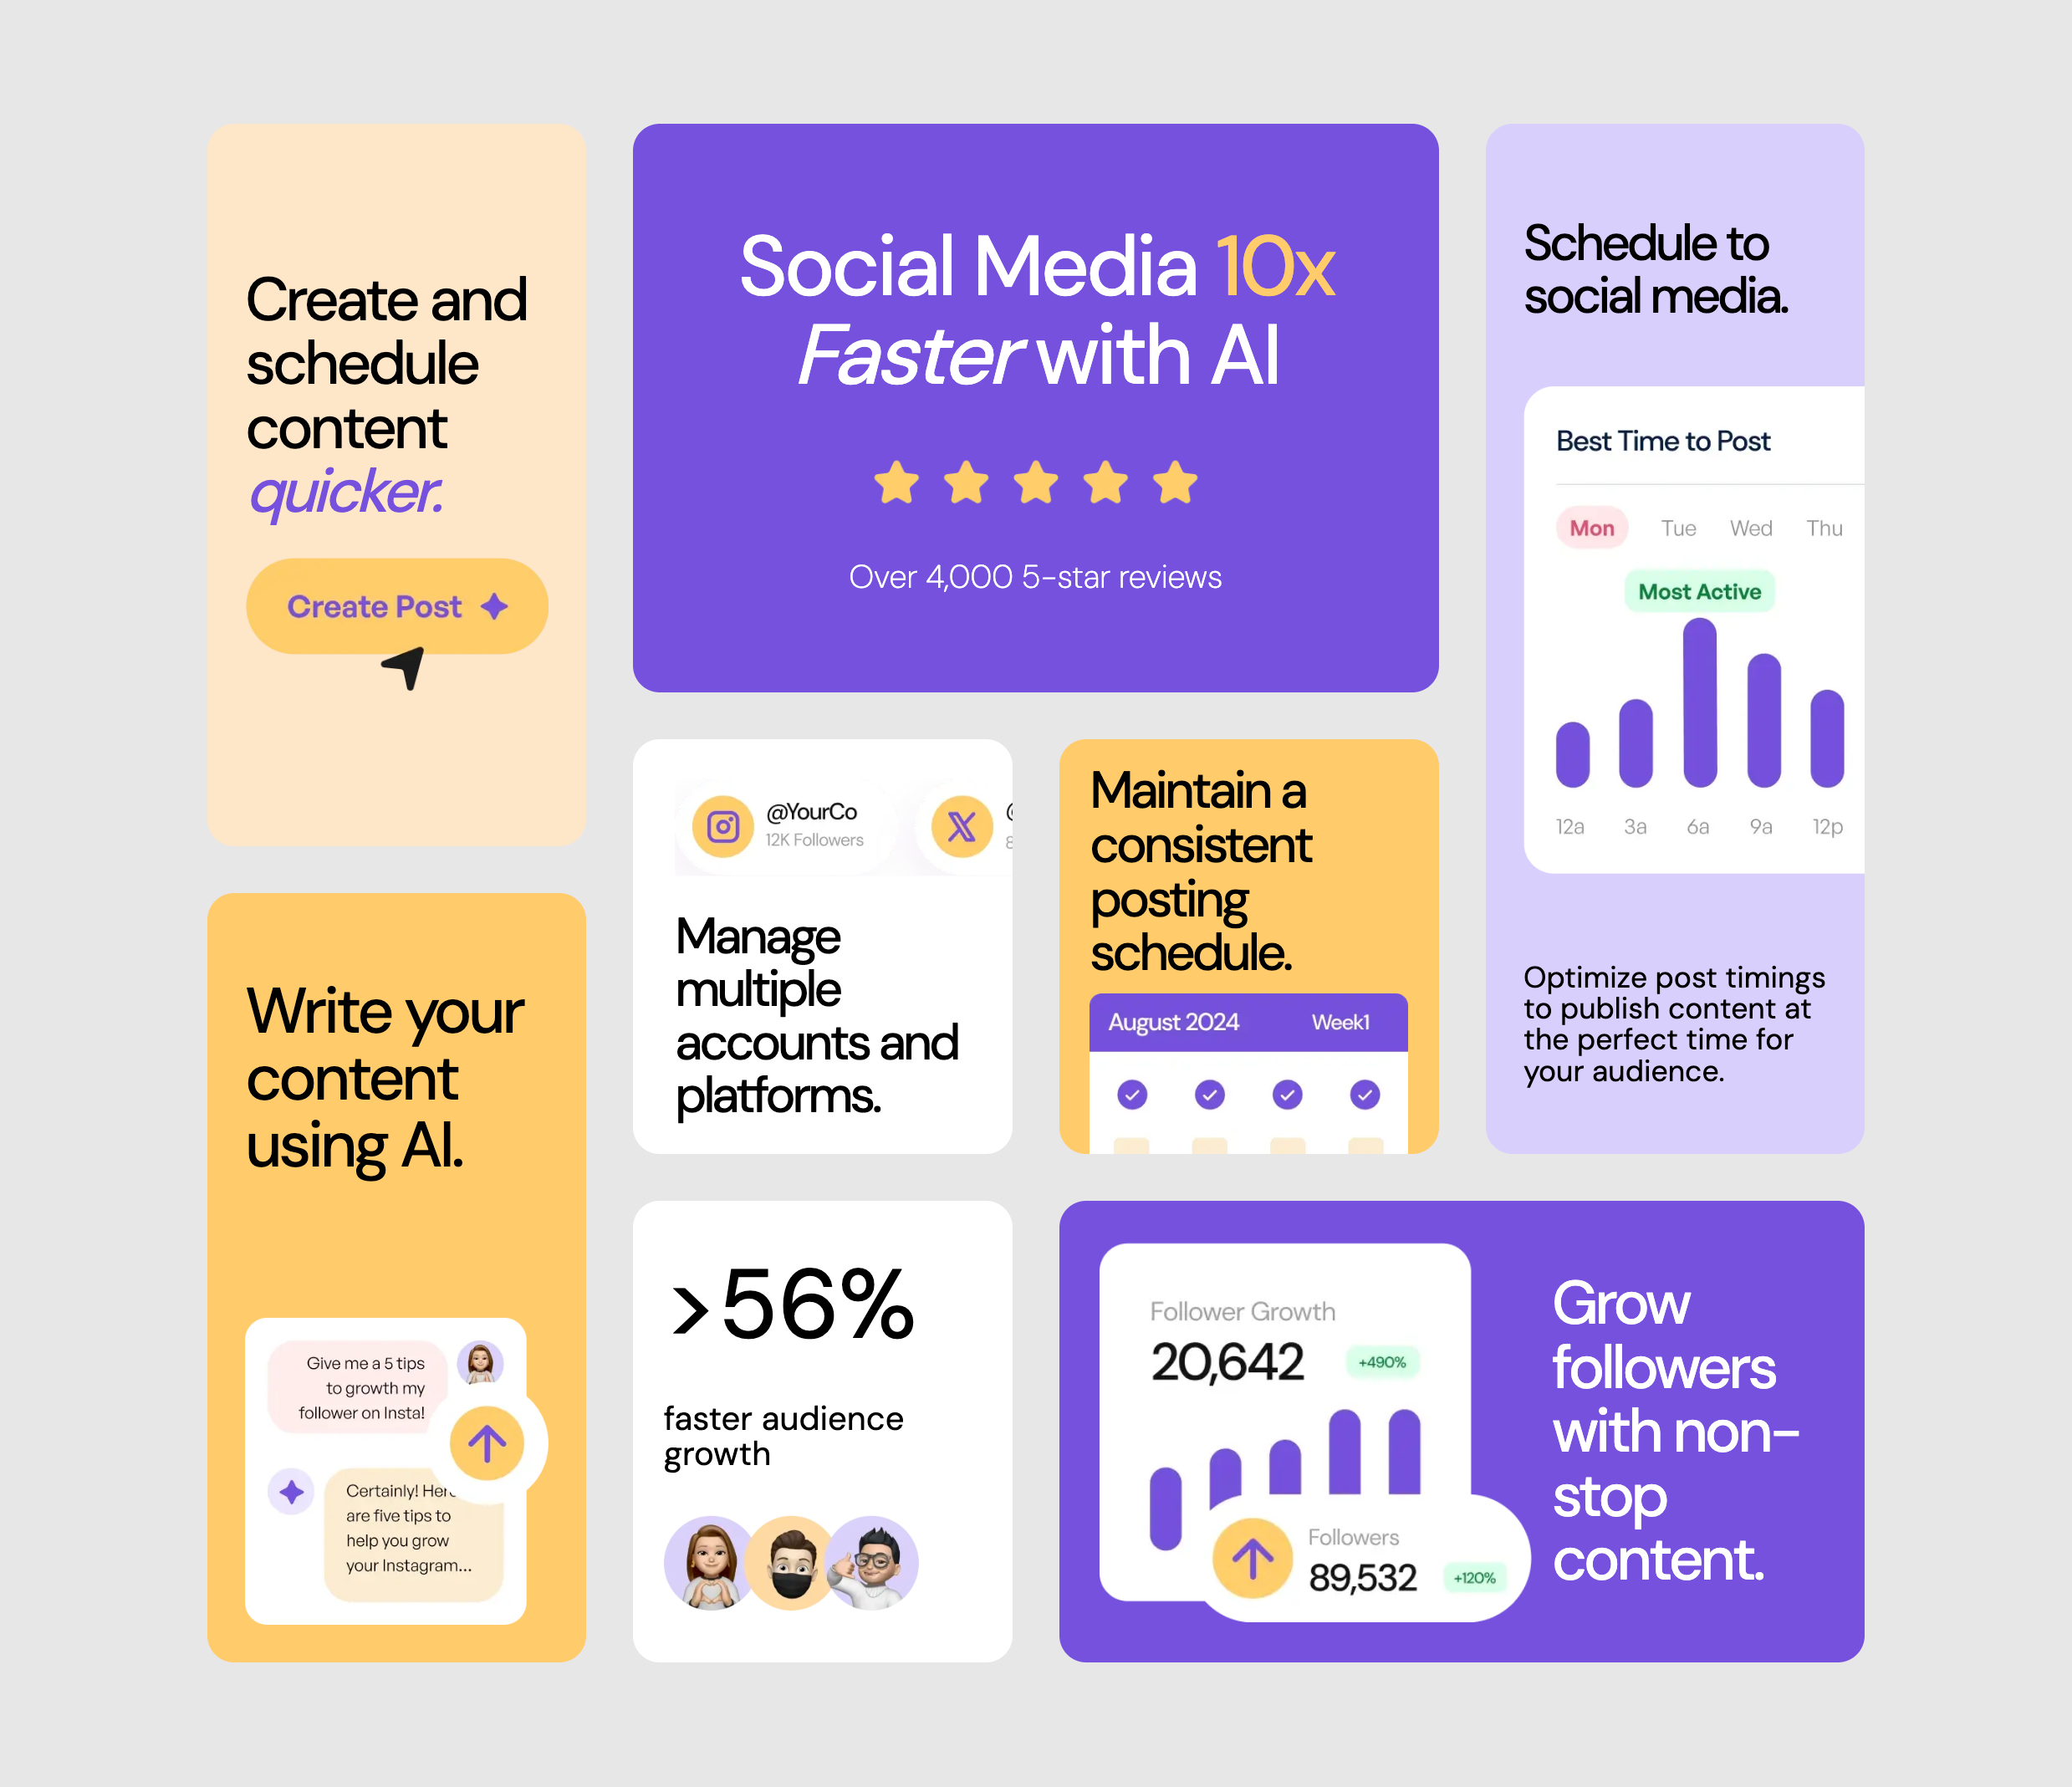 Create and
schedule
content
quicker.
Create Post
Social Media 10x
Faster with AI
Over 4,000 5-star reviews
Schedule to
social media.
Best Time to Post
Mon Tue Wed Thu
Most Active
12a 3a 6a 9a 12p
Optimize post timings
to publish content at
the perfect time for
your audience.
@YourCo
12K Followers
Manage
multiple
accounts and
platforms.
Maintain a
consistent
posting
schedule.
August 2024 Week1
Write your
content
using AI.
Give me a 5 tips
to growth my
follower on Insta!
Certainly!
are five tips to
help you grow
your Instagram...
>56%
faster audience
growth
Follower Growth
20,642 +490%
Followers
89,532 +120%
Grow
followers
with non-
stop
content.